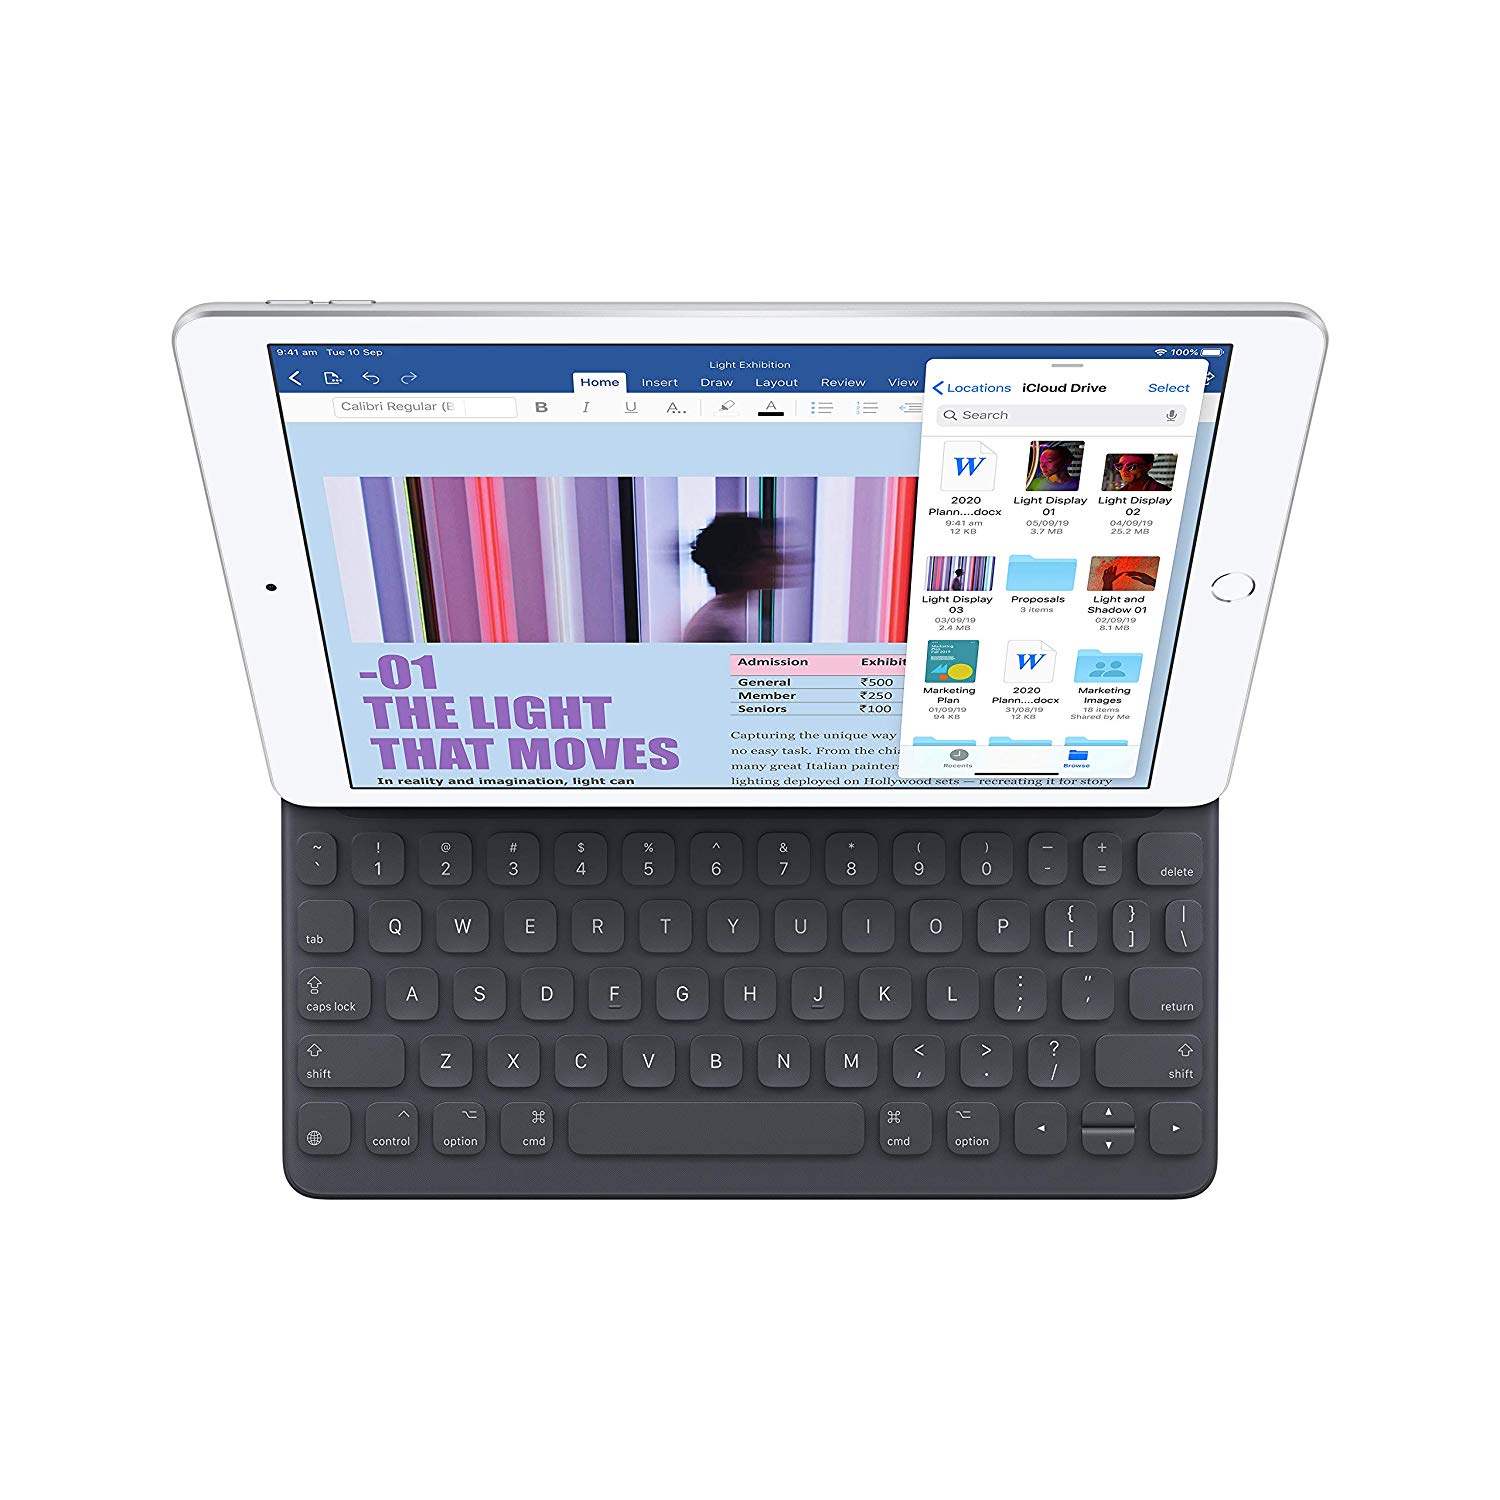 9:41 am Tue 10 Sep
100%
Light Exhibition
Home Insert Draw Layout Review View
Calibri Regular (B
B I U A..
A
-01
THE LIGHT
THAT MOVES
In reality and imagination, light can
Admission Exhibit
General ₹500
Member ₹250
Seniors ₹100
Capturing the unique way
no easy task. From the chia
many great Italian painter
lighting deployed on Hollywood sets — recreating it for story
Locations iCloud Drive Select
Search
W
2020
Plann....docx
9:41 am
12 KB
Light Display
01
05/09/19
3.7 MB
Light Display
02
04/09/19
25.2 MB
Light Display
03
03/09/19
2.4 MB
Proposals
3 items
Light and
Shadow 01
02/09/19
8.1 MB
Marketing
Plan
01/09/19
94 KB
W
2020
Plann....docx
31/08/19
12 KB
Marketing
Images
18 items
Shared by Me
Recents Browse
~ ! @ # $ % ^ & * ( ) — +
` 1 2 3 4 5 6 7 8 9 0 - = delete
tab Q W E R T Y U I O P { [ } ] | \
caps lock A S D F G H J K L : ; " ' return
shift Z X C V B N M < , > . ? / shift
control option ⌘ cmd ⌘ cmd option